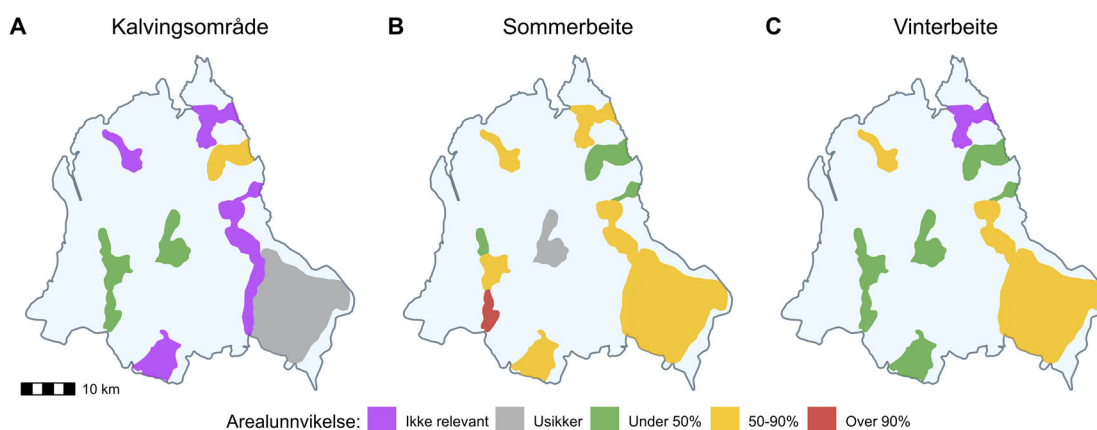 A Kalvingsområde B Sommerbeite C Vinterbeite
10 km
Arealunnvikelse: Ikke relevant Usikker Under 50% 50-90% Over 90%